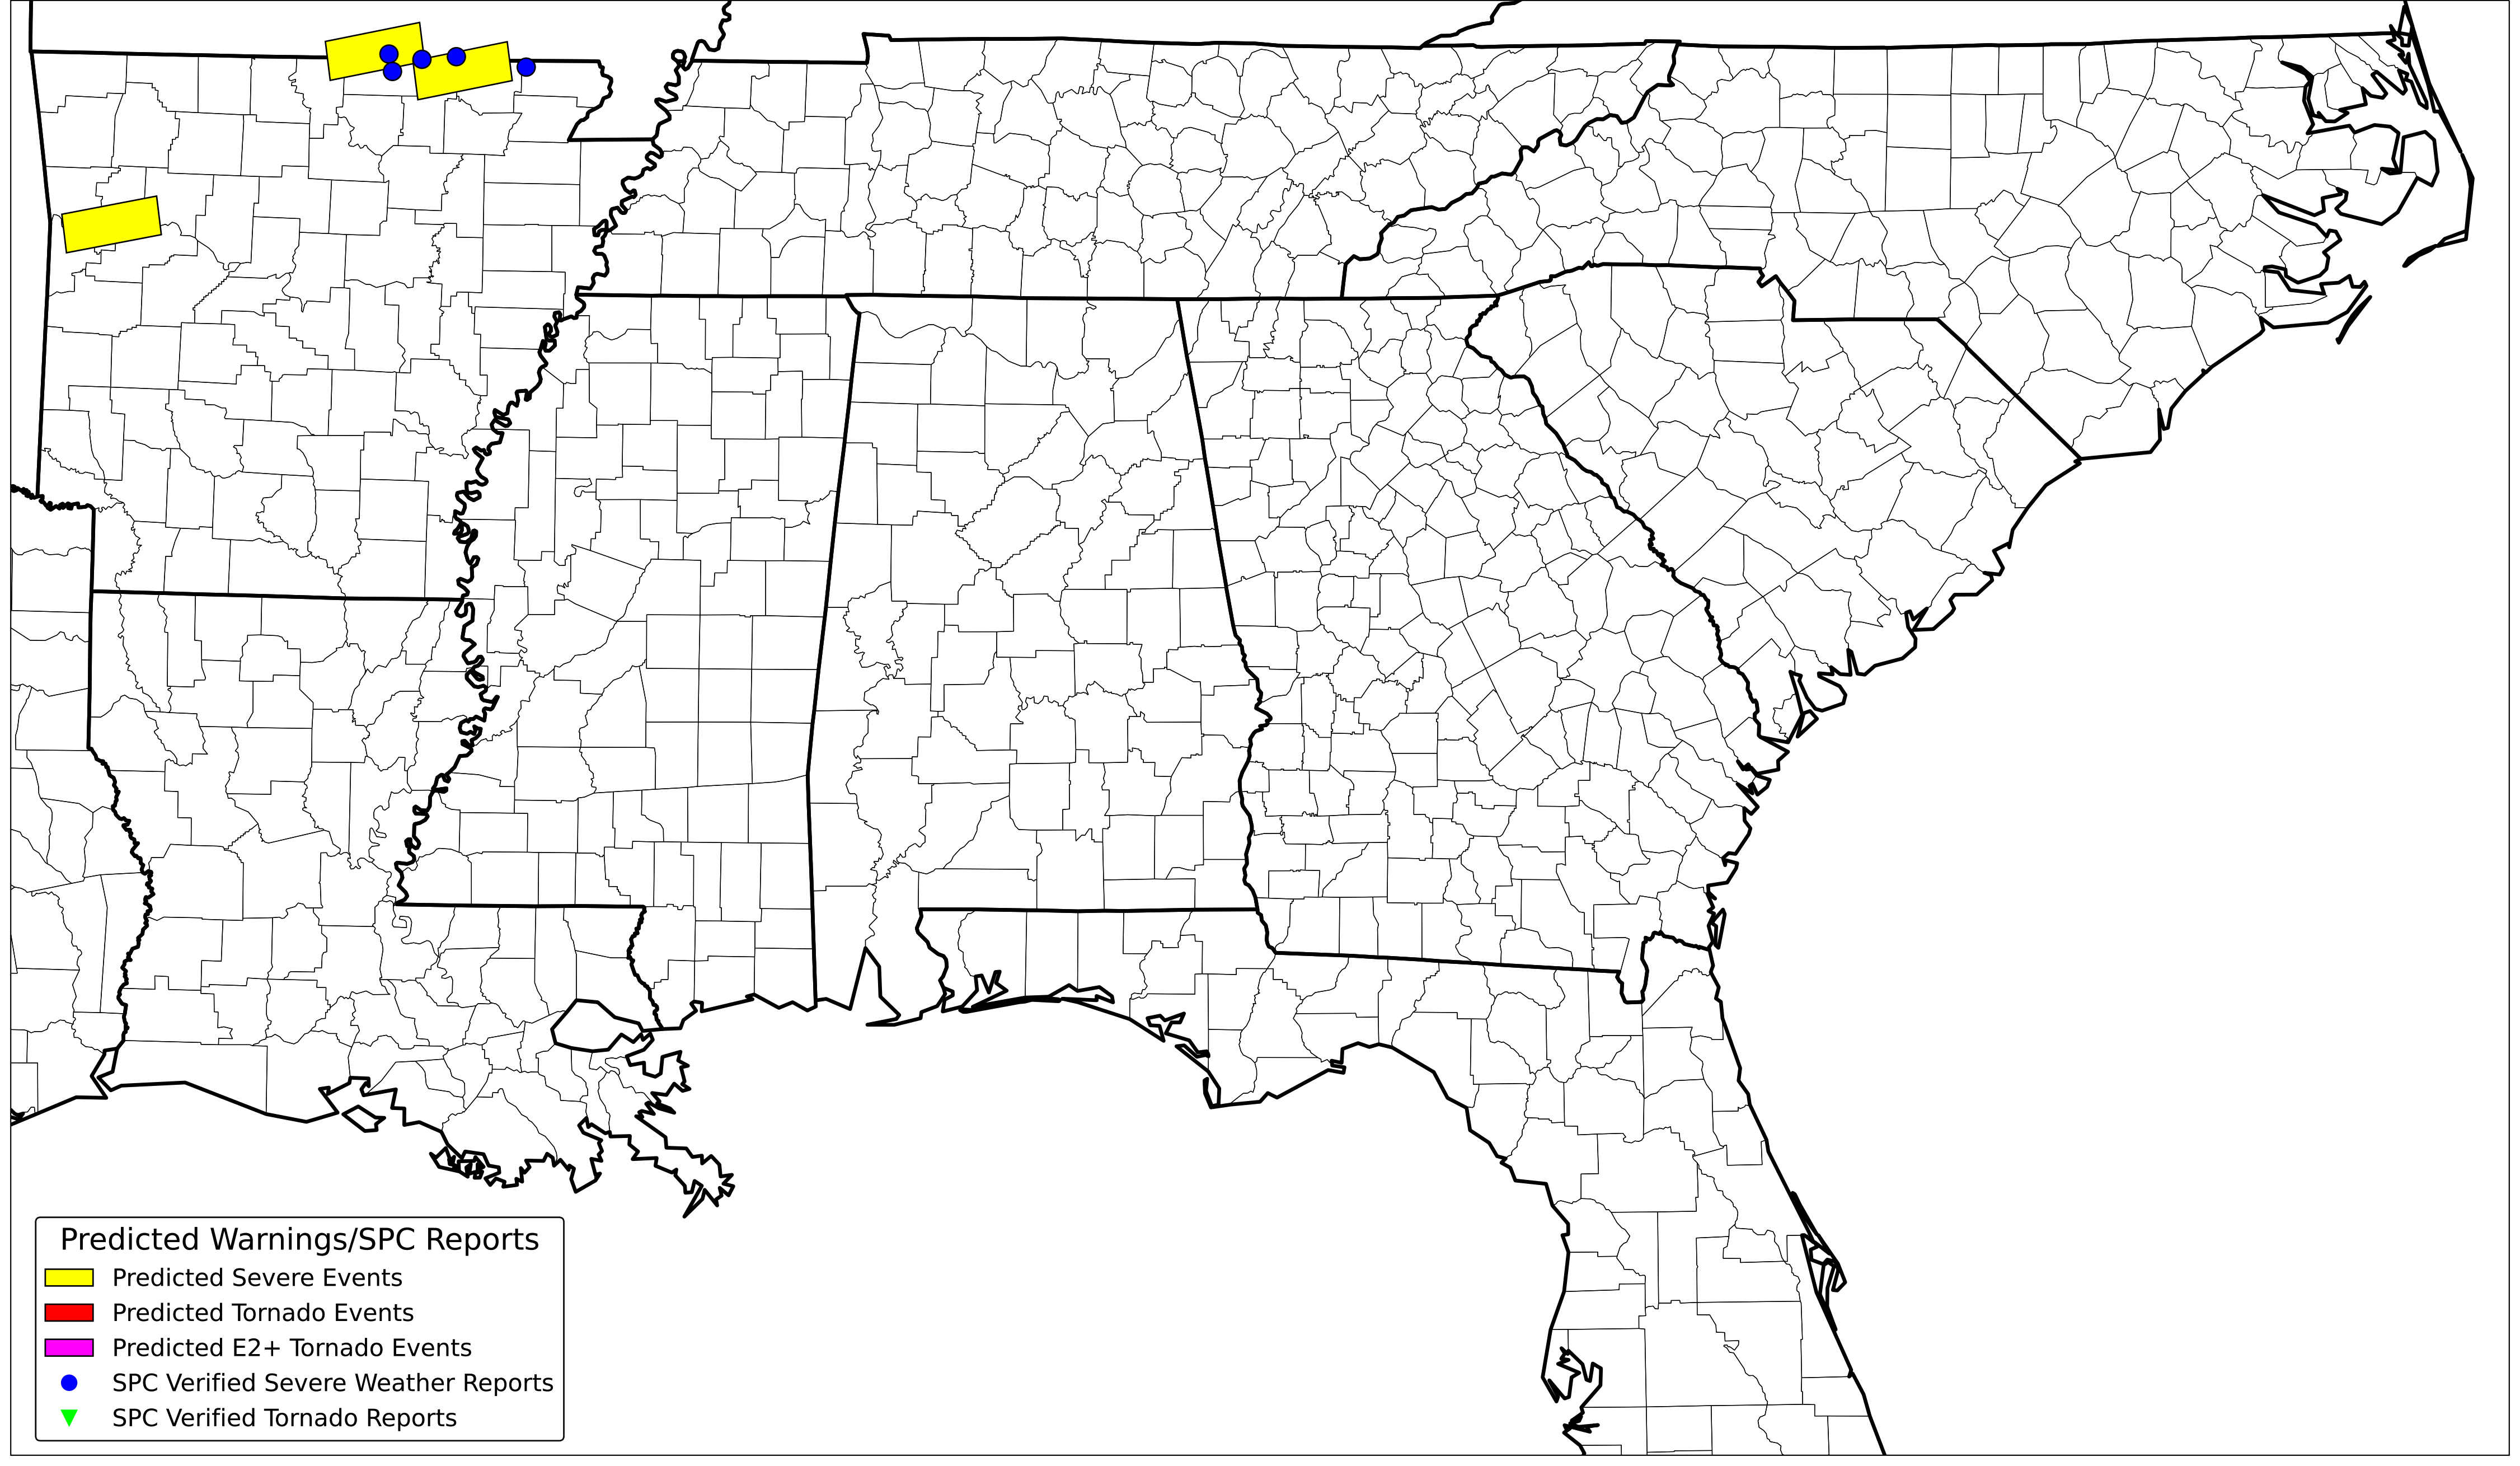 Predicted Warnings/SPC Reports
Predicted Severe Events
Predicted Tornado Events
Predicted E2+ Tornado Events
SPC Verified Severe Weather Reports
SPC Verified Tornado Reports